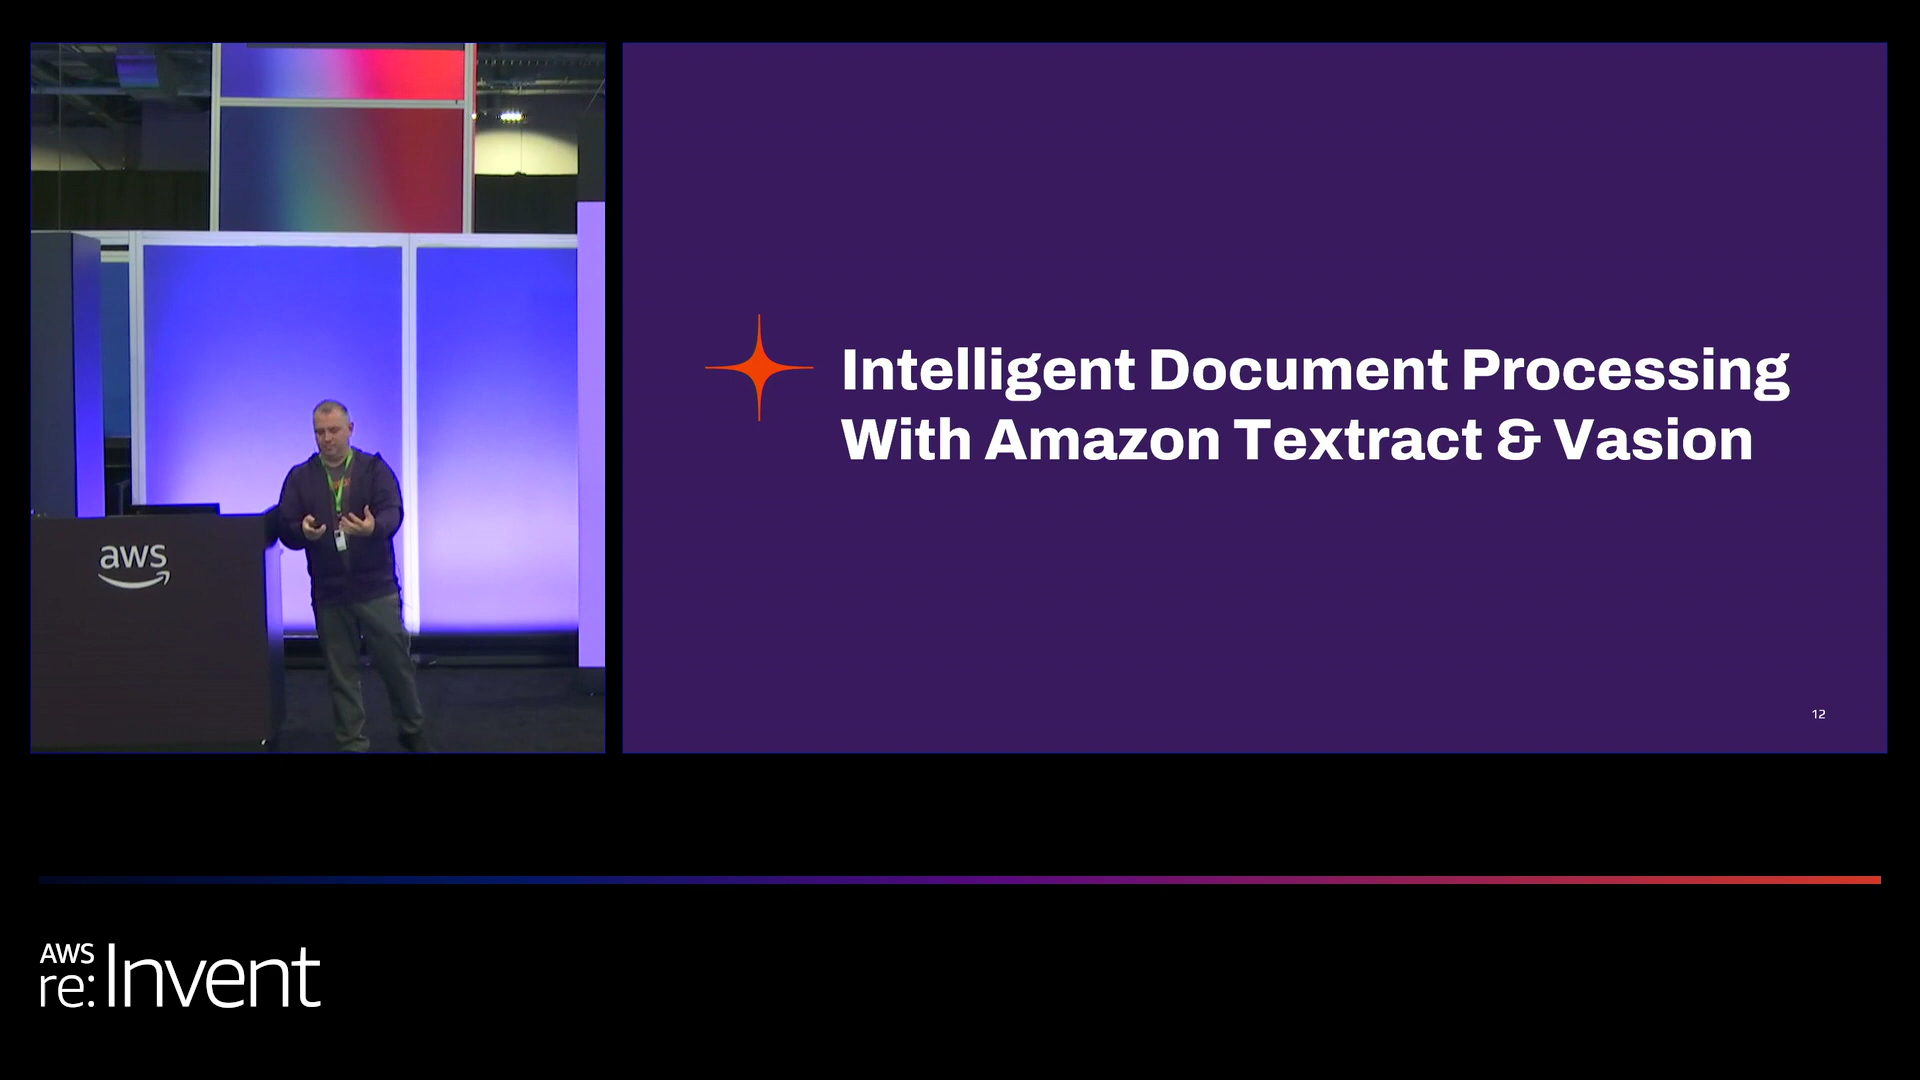 aws
Intelligent Document Processing
With Amazon Textract & Vasion
12
AWS
re:Invent